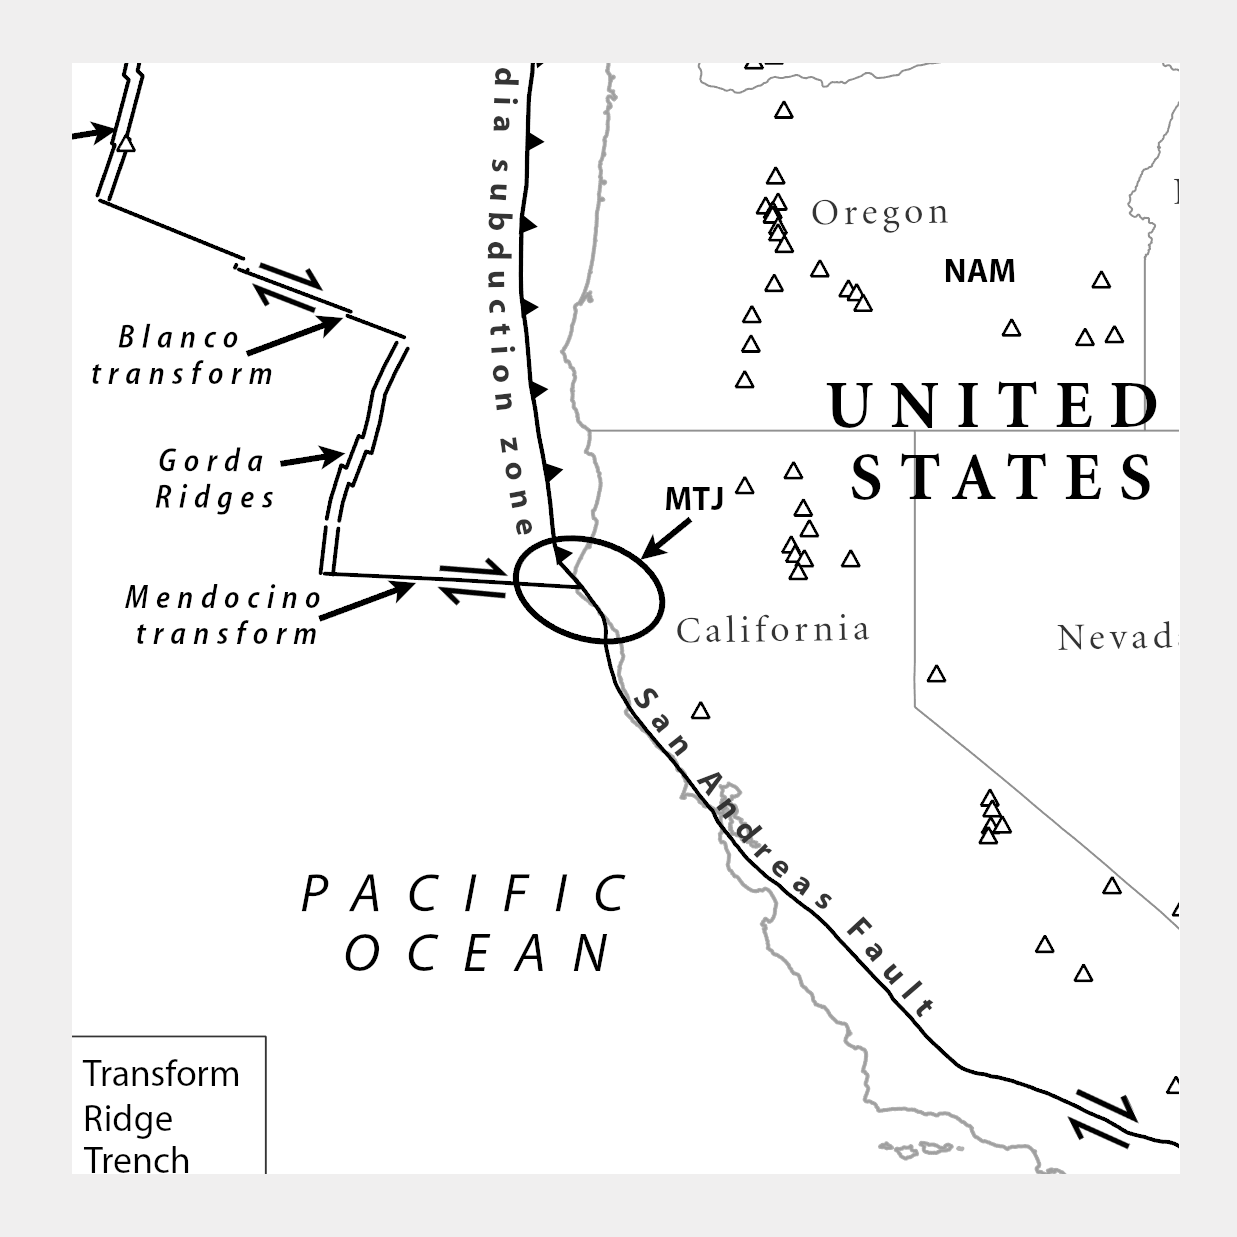 dia subduction zone
Oregon
NAM
Blanco
transform
UNITED
STATES
Gorda
Ridges
MTJ
Mendocino
transform
California
San Andreas Fault
PACIFIC
OCEAN
Transform
Ridge
Trench